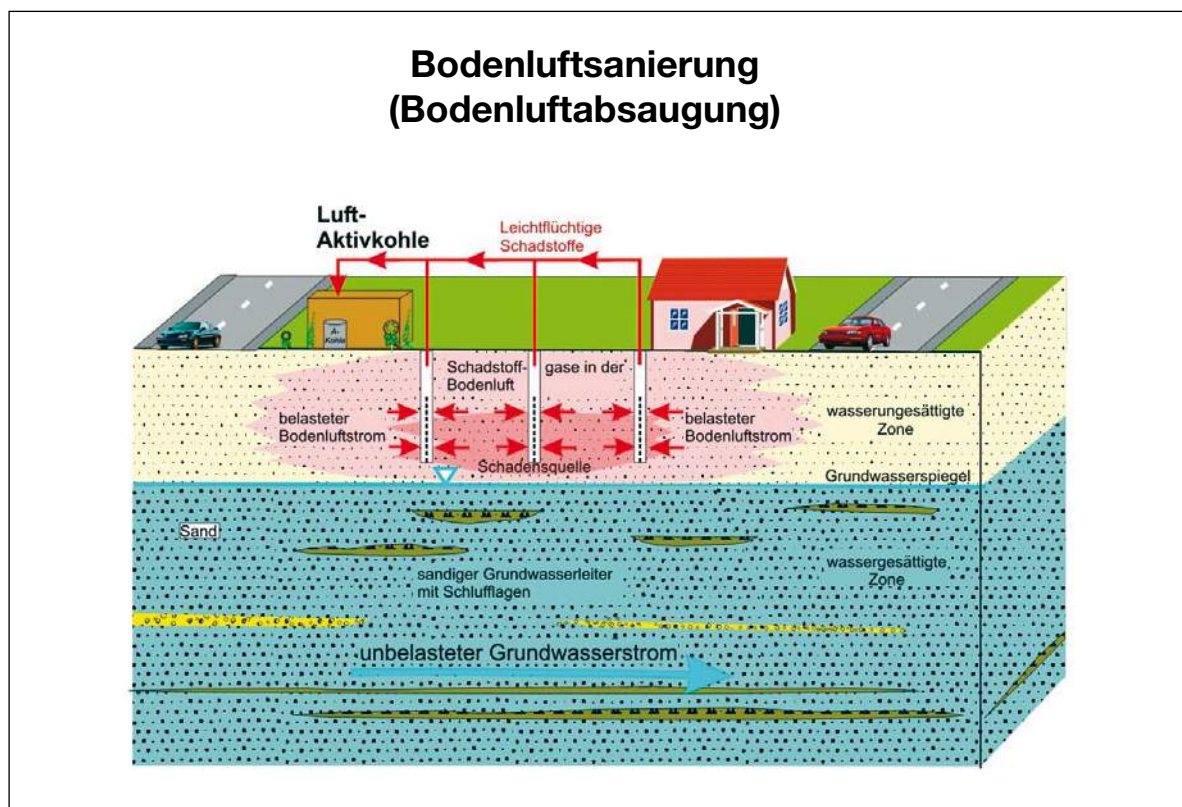 Bodenluftsanierung
(Bodenluftabsaugung)
Luft-
Aktivkohle
Leichtflüchtige
Schadstoffe
A-
Kohle
Schadstoff-
gase in der
Bodenluft
belasteter
Bodenluftstrom
belasteter
Bodenluftstrom
wasserungesättigte
Zone
Schadensquelle
Grundwasserspiegel
Sand
sandiger Grundwasserleiter
mit Schlufflagen
wassergesättigte
Zone
unbelasteter Grundwasserstrom